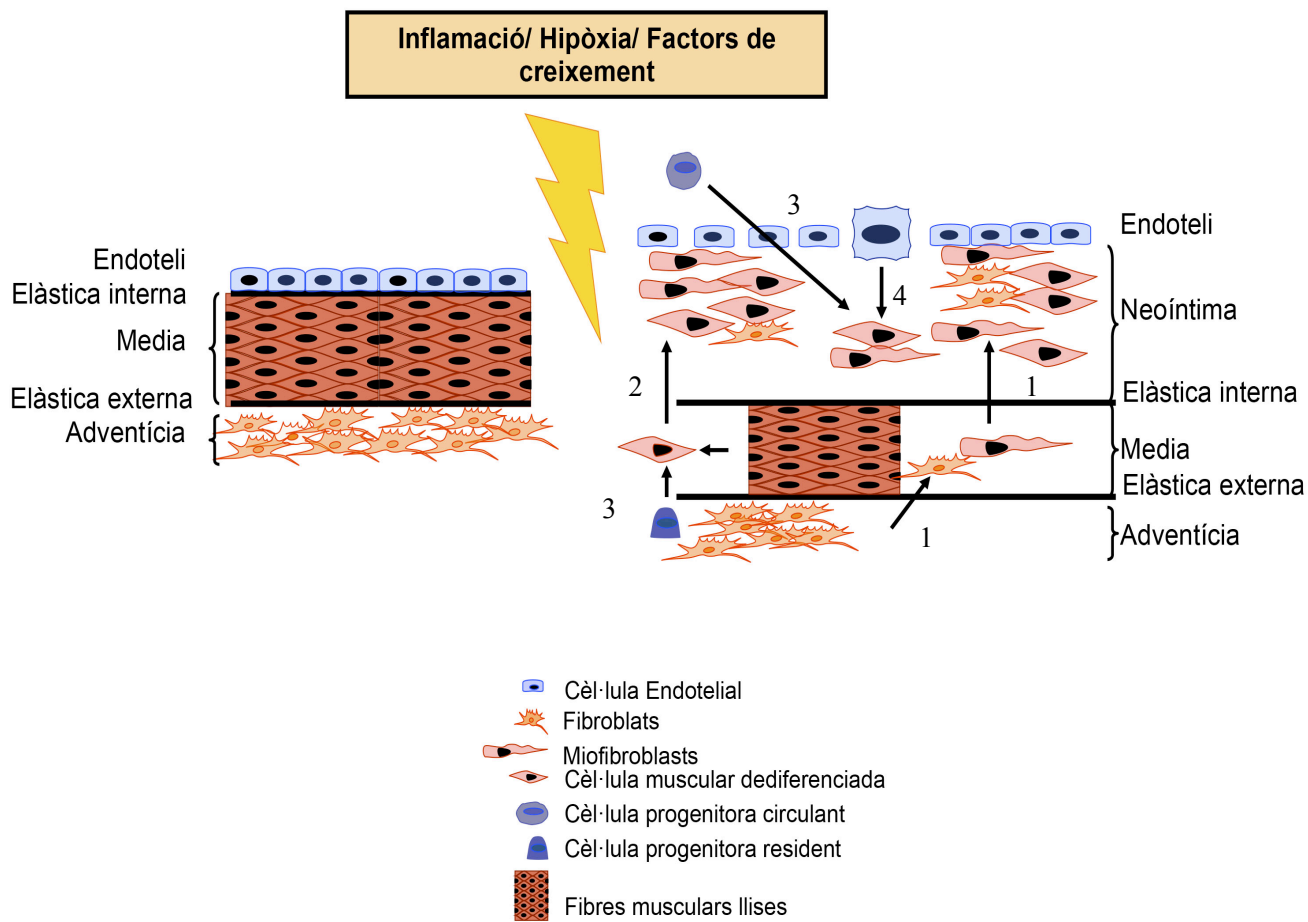 Inflamació/ Hipòxia/ Factors de
creixement
Endoteli
Elàstica interna
Media
Elàstica externa
Adventícia
3
4
2
1
3
1
Endoteli
Neoíntima
Elàstica interna
Media
Elàstica externa
Adventícia
Cèl·lula Endotelial
Fibroblats
Miofibroblasts
Cèl·lula muscular dediferenciada
Cèl·lula progenitora circulant
Cèl·lula progenitora resident
Fibres musculars llises